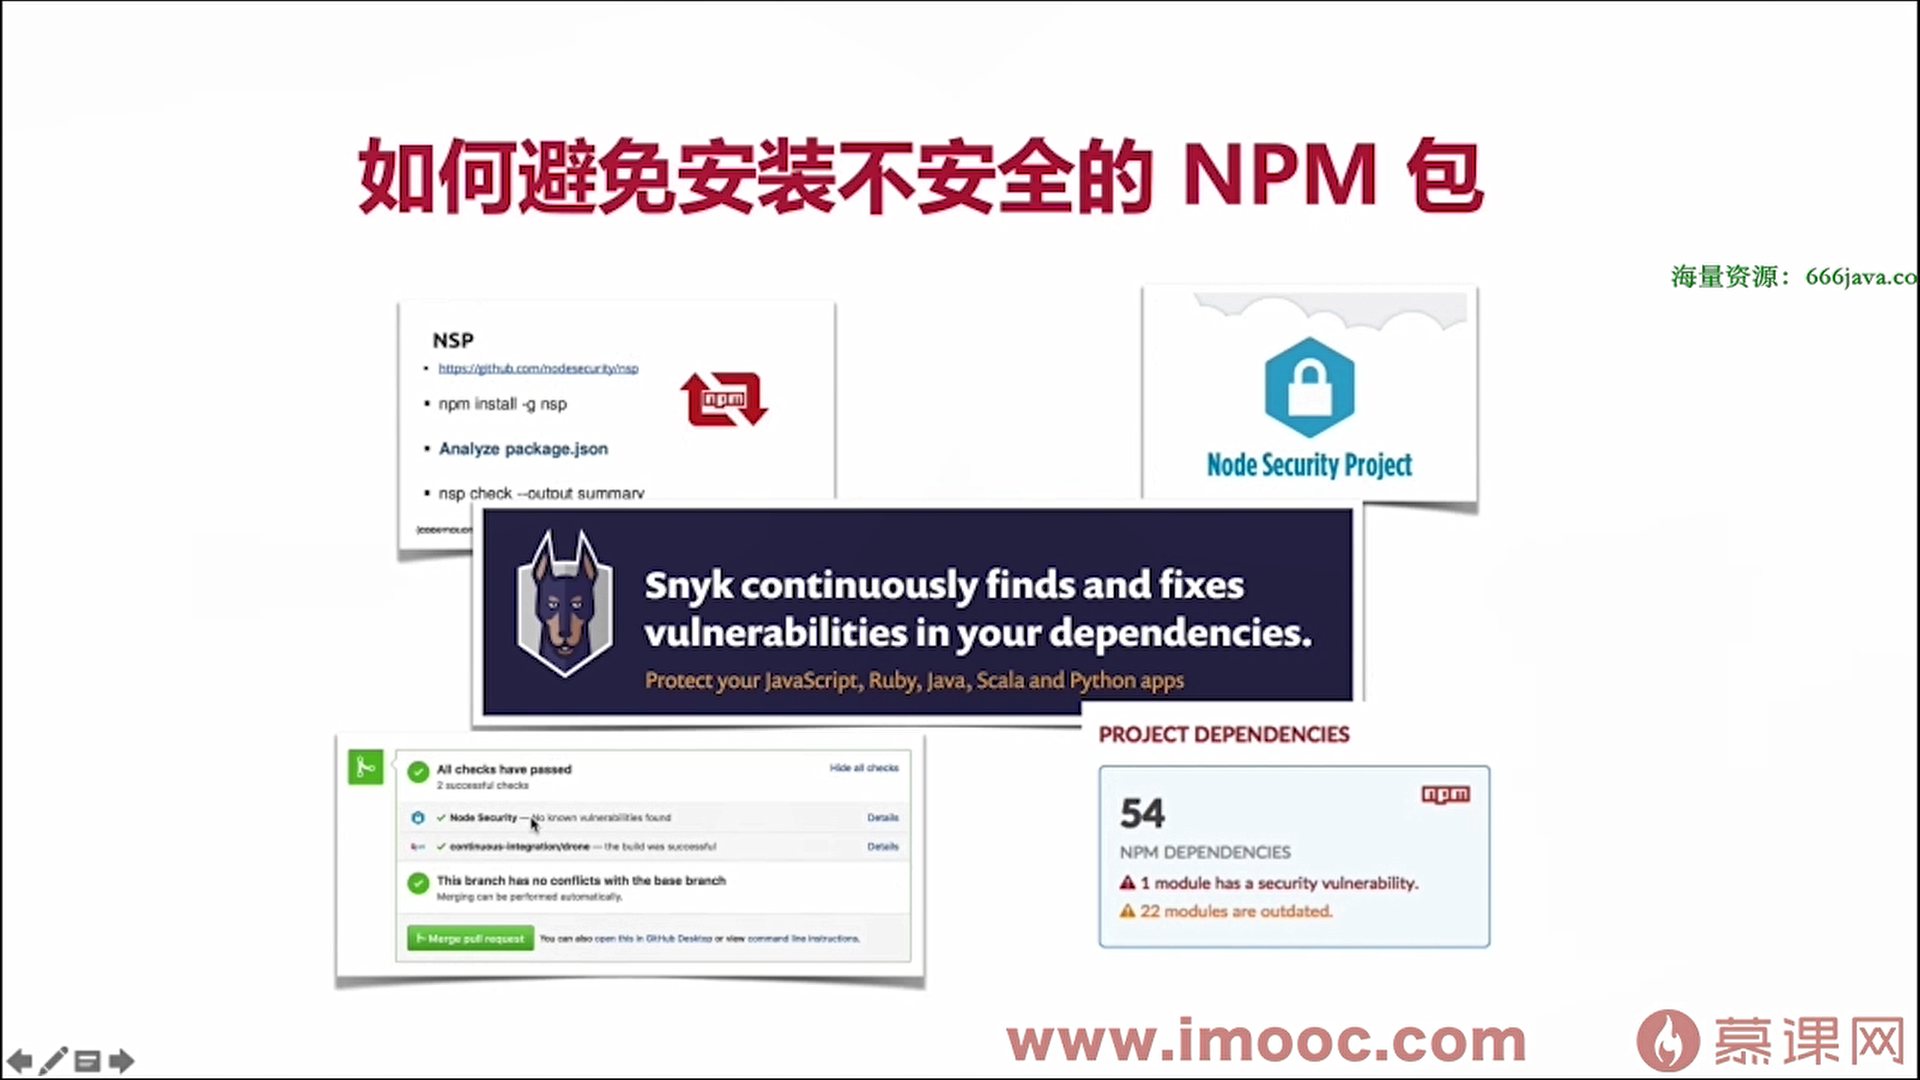 如何避免安装不安全的 NPM 包
海量资源：666java.co
NSP
https://github.com/nodesecurity/nsp
npm install -g nsp
Analyze package.json
nsp check --output summary
npm
Node Security Project
Snyk continuously finds and fixes
vulnerabilities in your dependencies.
Protect your JavaScript, Ruby, Java, Scala and Python apps
All checks have passed
Hide all checks
2 successful checks
Node Security — No known vulnerabilities found
Details
continuous-integration/drone — the build was successful
Details
This branch has no conflicts with the base branch
Merging can be performed automatically.
Merge pull request
You can also open this in GitHub Desktop or view command line instructions.
PROJECT DEPENDENCIES
npm
54
NPM DEPENDENCIES
1 module has a security vulnerability.
22 modules are outdated.
www.imooc.com
慕课网